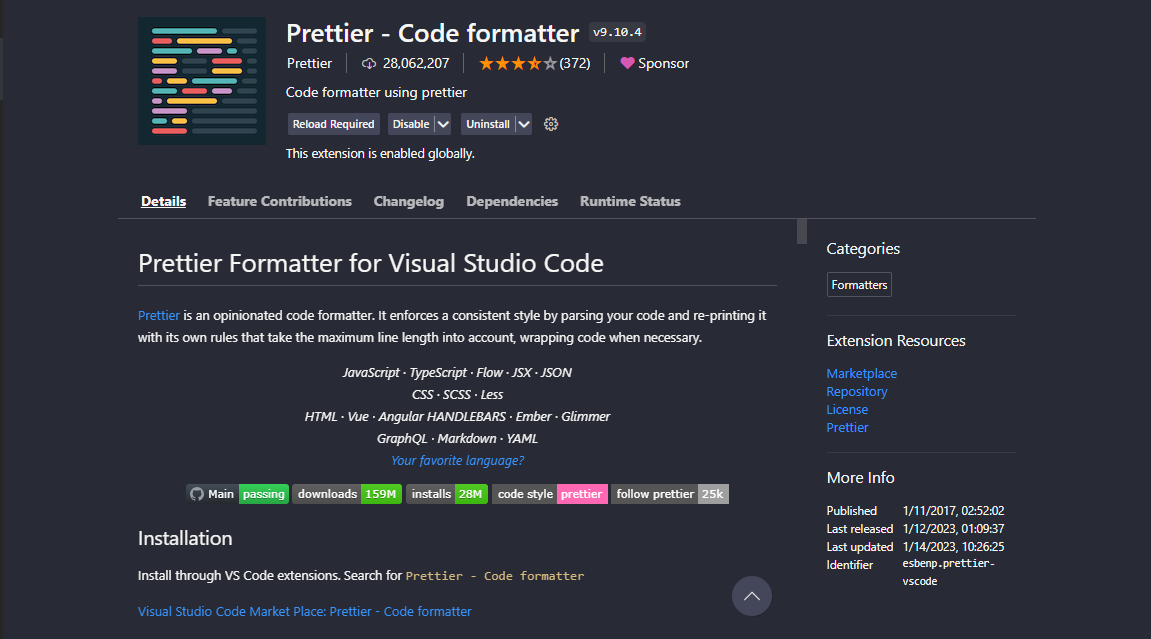 Prettier - Code formatter v9.10.4
Prettier 28,062,207 (372) Sponsor
Code formatter using prettier
Reload Required Disable Uninstall
This extension is enabled globally.
Details Feature Contributions Changelog Dependencies Runtime Status
Prettier Formatter for Visual Studio Code
Prettier is an opinionated code formatter. It enforces a consistent style by parsing your code and re-printing it
with its own rules that take the maximum line length into account, wrapping code when necessary.
JavaScript · TypeScript · Flow · JSX · JSON
CSS · SCSS · Less
HTML · Vue · Angular HANDLEBARS · Ember · Glimmer
GraphQL · Markdown · YAML
Your favorite language?
Main passing downloads 159M installs 28M code style prettier follow prettier 25k
Installation
Install through VS Code extensions. Search for Prettier - Code formatter
Visual Studio Code Market Place: Prettier - Code formatter
Categories
Formatters
Extension Resources
Marketplace
Repository
License
Prettier
More Info
Published 1/11/2017, 02:52:02
Last released 1/12/2023, 01:09:37
Last updated 1/14/2023, 10:26:25
Identifier esbenp.prettier-
vscode